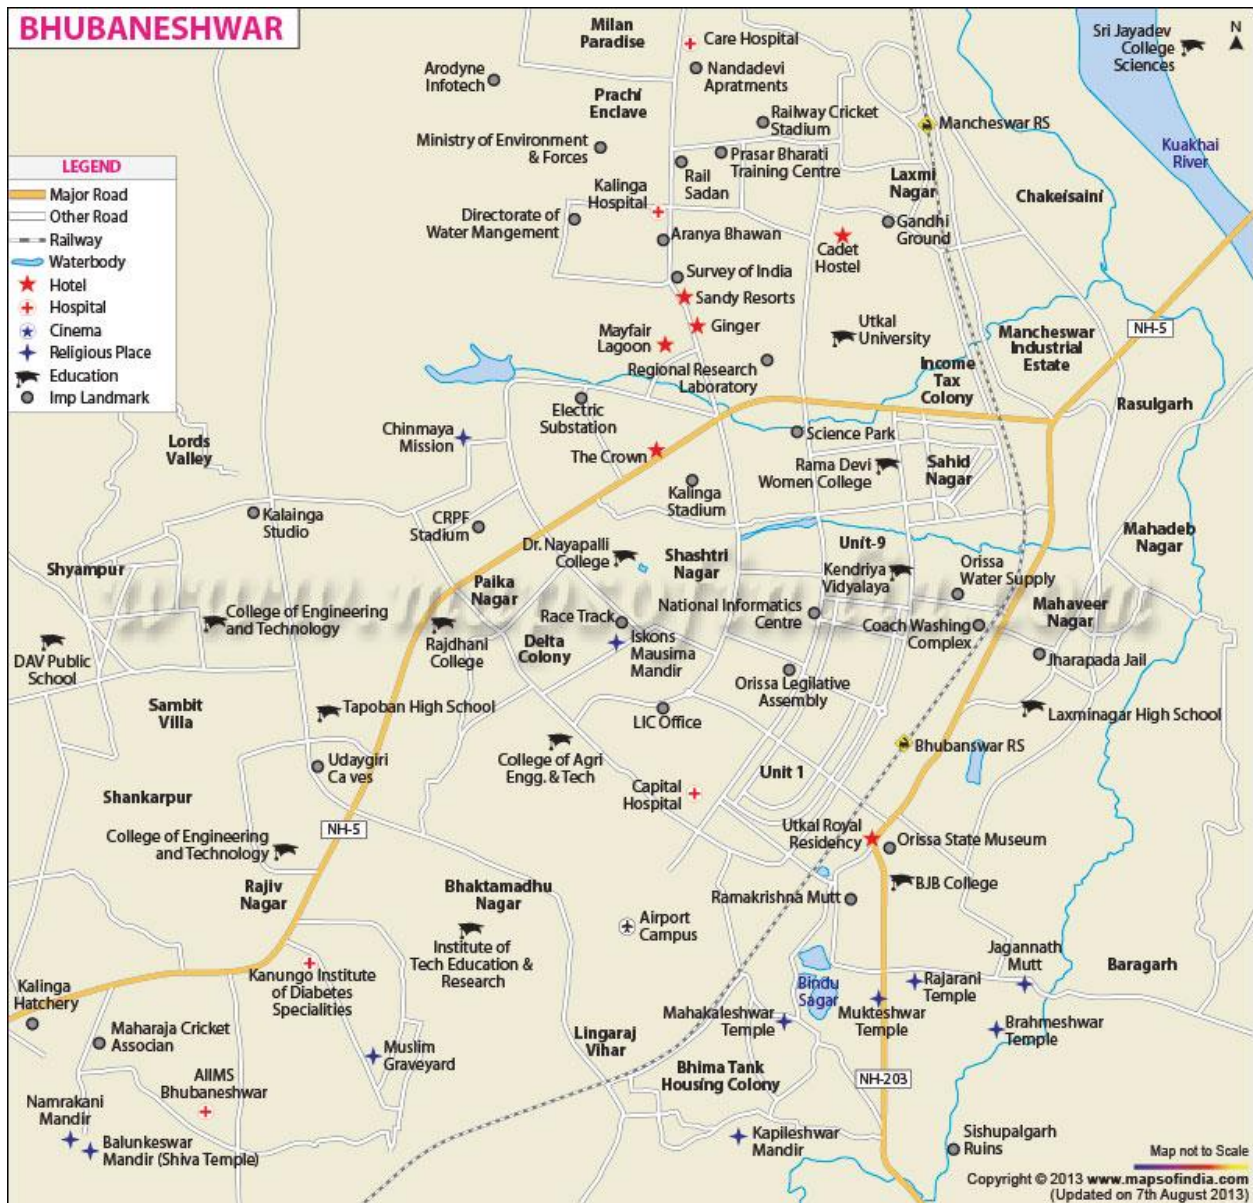 BHUBANESHWAR
Milan
Paradise
Care Hospital
Sri Jayadev
College
Sciences
N
Arodyne
Infotech
Nandadevi
Apratments
Prachi
Enclave
Railway Cricket
Stadium
Mancheswar RS
Kuakhai
River
Ministry of Environment
& Forces
Prasar Bharati
Training Centre
Rail
Sadan
Laxmi
Nagar
Chakeisaini
LEGEND
Major Road
Other Road
Railway
Waterbody
Hotel
Hospital
Cinema
Religious Place
Education
Imp Landmark
Kalinga
Hospital
Directorate of
Water Mangement
Aranya Bhawan
Gandhi
Ground
Cadet
Hostel
Survey of India
Sandy Resorts
Ginger
Mayfair
Lagoon
Utkal
University
Mancheswar
Industrial
Estate
NH-5
Regional Research
Laboratory
Income
Tax
Colony
Rasulgarh
Electric
Substation
Chinmaya
Mission
Lords
Valley
The Crown
Science Park
Rama Devi
Women College
Sahid
Nagar
Kalinga
Stadium
Kalainga
Studio
CRPF
Stadium
Mahadeb
Nagar
Shyampur
Dr. Nayapalli
College
Shashtri
Nagar
Unit-9
Kendriya
Vidyalaya
Orissa
Water Supply
www.mapsofindia.com
Paika
Nagar
College of Engineering
and Technology
Race Track
National Informatics
Centre
Coach Washing
Complex
Mahaveer
Nagar
DAV Public
School
Rajdhani
College
Delta
Colony
Iskons
Mausima
Mandir
Jharapada Jail
Orissa Legilative
Assembly
Sambit
Villa
Tapoban High School
LIC Office
Laxminagar High School
Udaygiri
Ca ves
College of Agri
Engg. & Tech
Bhubanswar RS
Unit 1
Capital
Hospital
Shankarpur
NH-5
College of Engineering
and Technology
Utkal Royal
Residency
Orissa State Museum
Rajiv
Nagar
Bhaktamadhu
Nagar
BJB College
Ramakrishna Mutt
Airport
Campus
Institute of
Tech Education &
Research
Jagannath
Mutt
Baragarh
Kanungo Institute
of Diabetes
Specialities
Kalinga
Hatchery
Bindu
Sagar
Rajarani
Temple
Mahakaleshwar
Temple
Mukteshwar
Temple
Brahmeshwar
Temple
Maharaja Cricket
Associan
Lingaraj
Vihar
Muslim
Graveyard
Bhima Tank
Housing Colony
AIIMS
Bhubaneshwar
NH-203
Namrakani
Mandir
Balunkeswar
Mandir (Shiva Temple)
Kapileshwar
Mandir
Sishupalgarh
Ruins
Map not to Scale
Copyright © 2013 www.mapsofindia.com
(Updated on 7th August 2013)